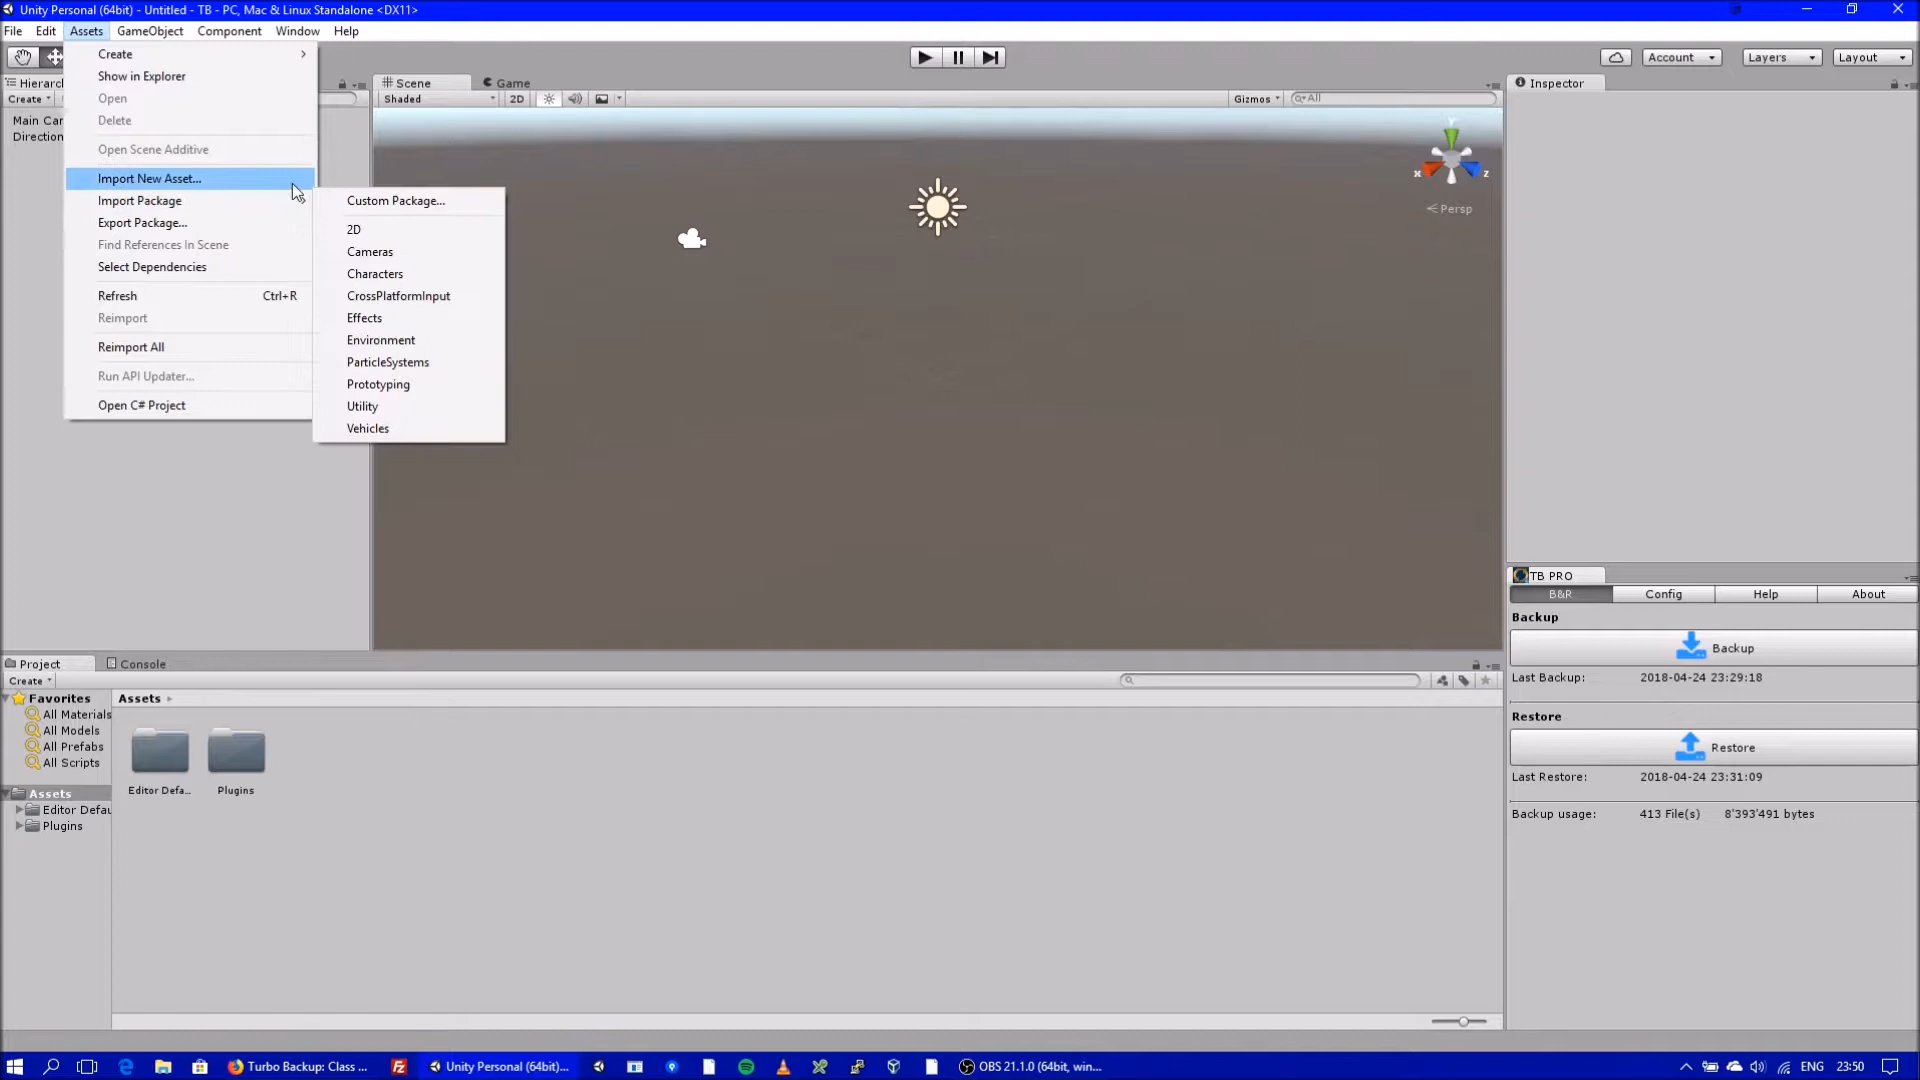 Unity Personal (64bit) - Untitled - TB - PC, Mac & Linux Standalone <DX11>
File Edit Assets GameObject Component Window Help
Account Layers Layout
Create
Show in Explorer
Open
Delete
Open Scene Additive
Import New Asset...
Import Package
Export Package...
Find References In Scene
Select Dependencies
Refresh Ctrl+R
Reimport
Reimport All
Run API Updater...
Open C# Project
Custom Package...
2D
Cameras
Characters
CrossPlatformInput
Effects
Environment
ParticleSystems
Prototyping
Utility
Vehicles
Hierarc
Create
Main Car
Direction
Scene Game
Shaded 2D Gizmos All
y
x z
Persp
Inspector
TB PRO
B&R Config Help About
Backup
Backup
Last Backup: 2018-04-24 23:29:18
Restore
Restore
Last Restore: 2018-04-24 23:31:09
Backup usage: 413 File(s) 8'393'491 bytes
Project Console
Create
Favorites
All Materials
All Models
All Prefabs
All Scripts
Assets
Editor Defau
Plugins
Assets
Editor Defa...
Plugins
Turbo Backup: Class ...
Unity Personal (64bit)...
OBS 21.1.0 (64bit, win...
ENG 23:50